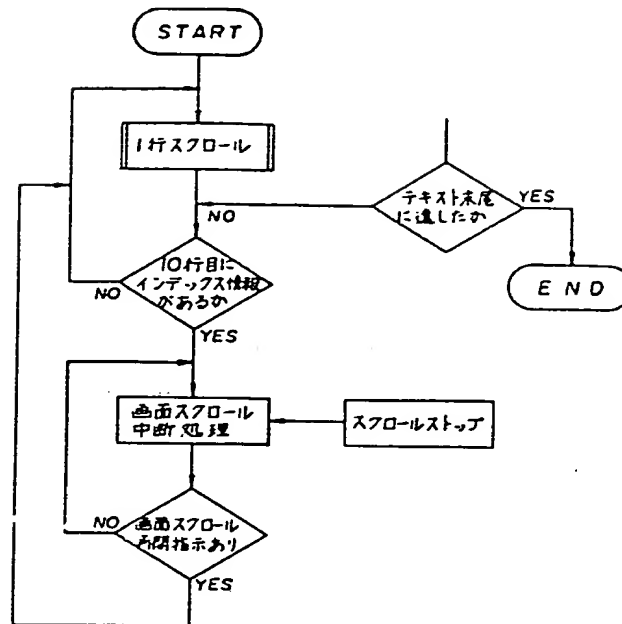 START
1行スクロール
テキスト末尾
に達したか
YES
NO
10行目に
インデックス情報
があるか
NO
END
YES
画面スクロール
中断処理
スクロールストップ
NO
画面スクロール
再開指示あり
YES